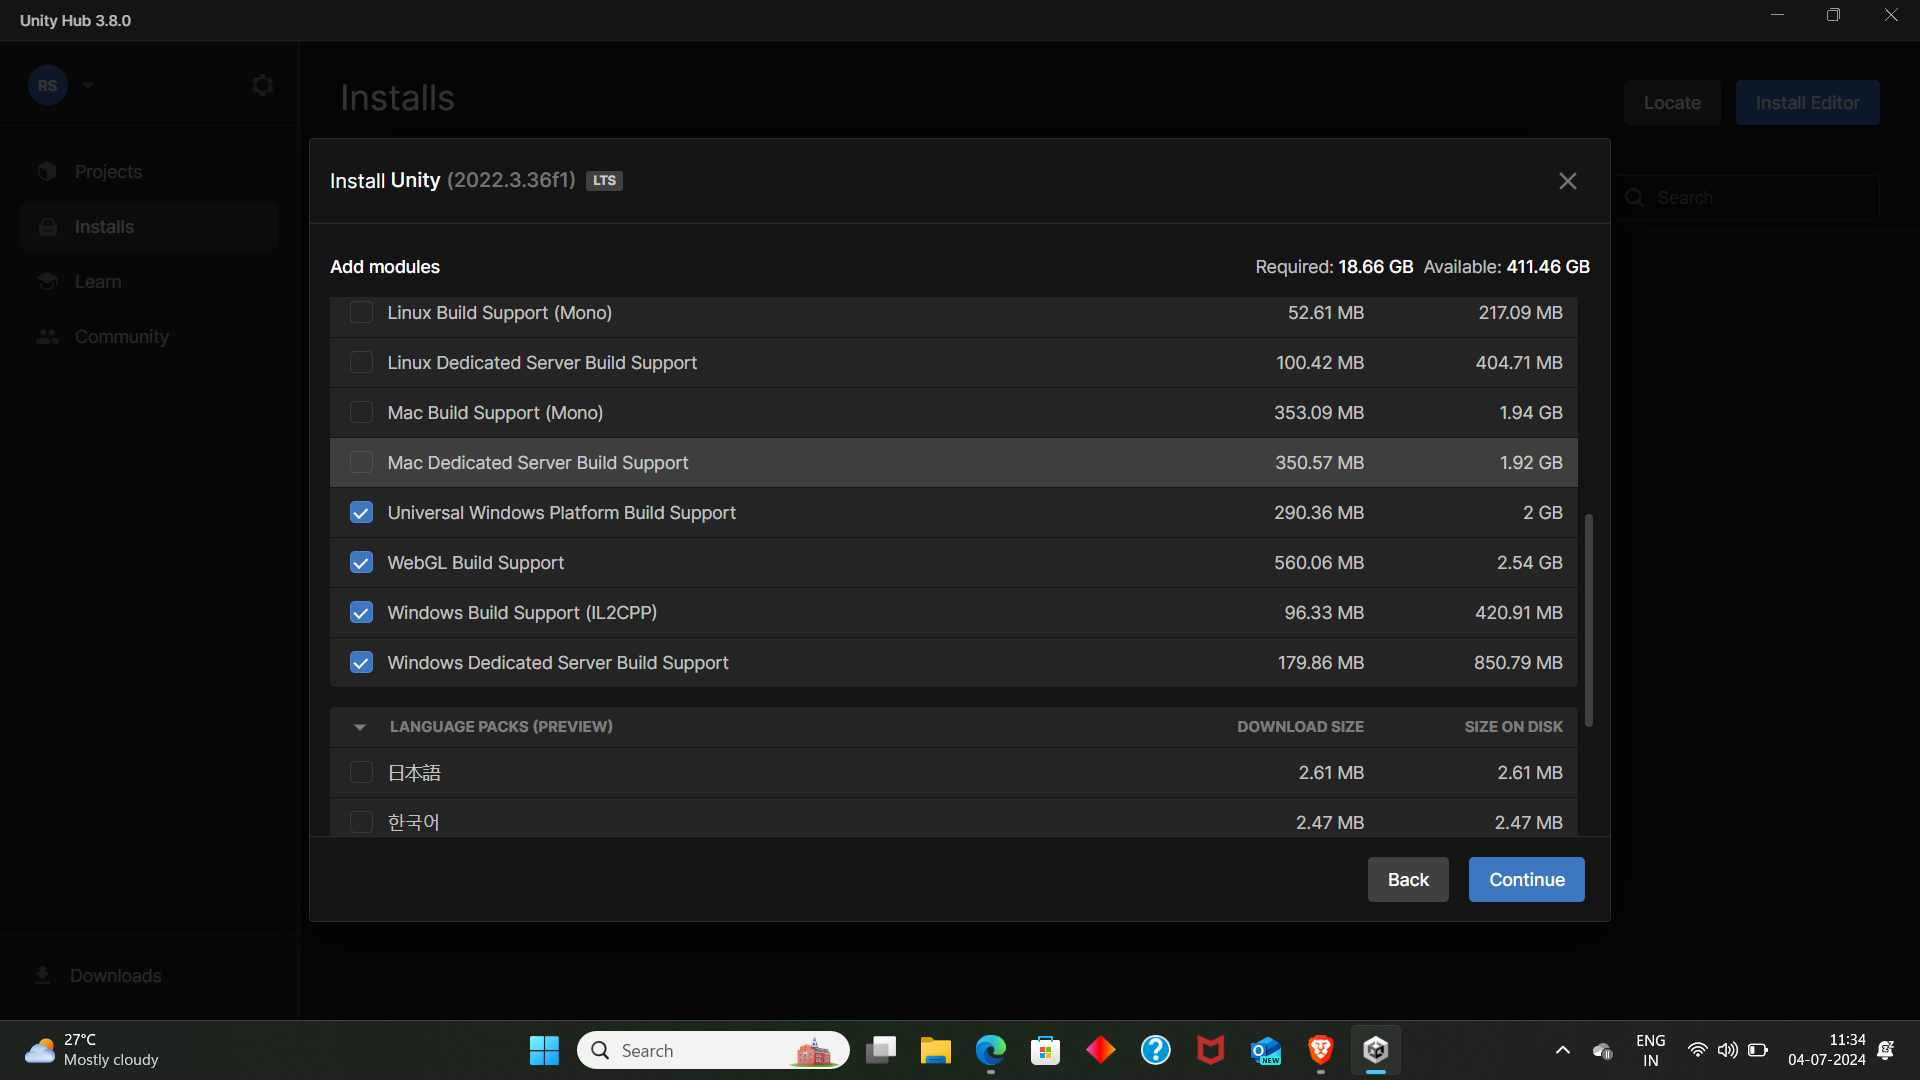 Unity Hub 3.8.0
RS
Installs
Locate
Install Editor
Projects
Installs
Learn
Community
Search
Install Unity (2022.3.36f1) LTS
Add modules
Required: 18.66 GB Available: 411.46 GB
Linux Build Support (Mono) 52.61 MB 217.09 MB
Linux Dedicated Server Build Support 100.42 MB 404.71 MB
Mac Build Support (Mono) 353.09 MB 1.94 GB
Mac Dedicated Server Build Support 350.57 MB 1.92 GB
Universal Windows Platform Build Support 290.36 MB 2 GB
WebGL Build Support 560.06 MB 2.54 GB
Windows Build Support (IL2CPP) 96.33 MB 420.91 MB
Windows Dedicated Server Build Support 179.86 MB 850.79 MB
LANGUAGE PACKS (PREVIEW) DOWNLOAD SIZE SIZE ON DISK
日本語 2.61 MB 2.61 MB
한국어 2.47 MB 2.47 MB
Back
Continue
Downloads
27°C
Mostly cloudy
Search
NEW
ENG
IN
11:34
04-07-2024